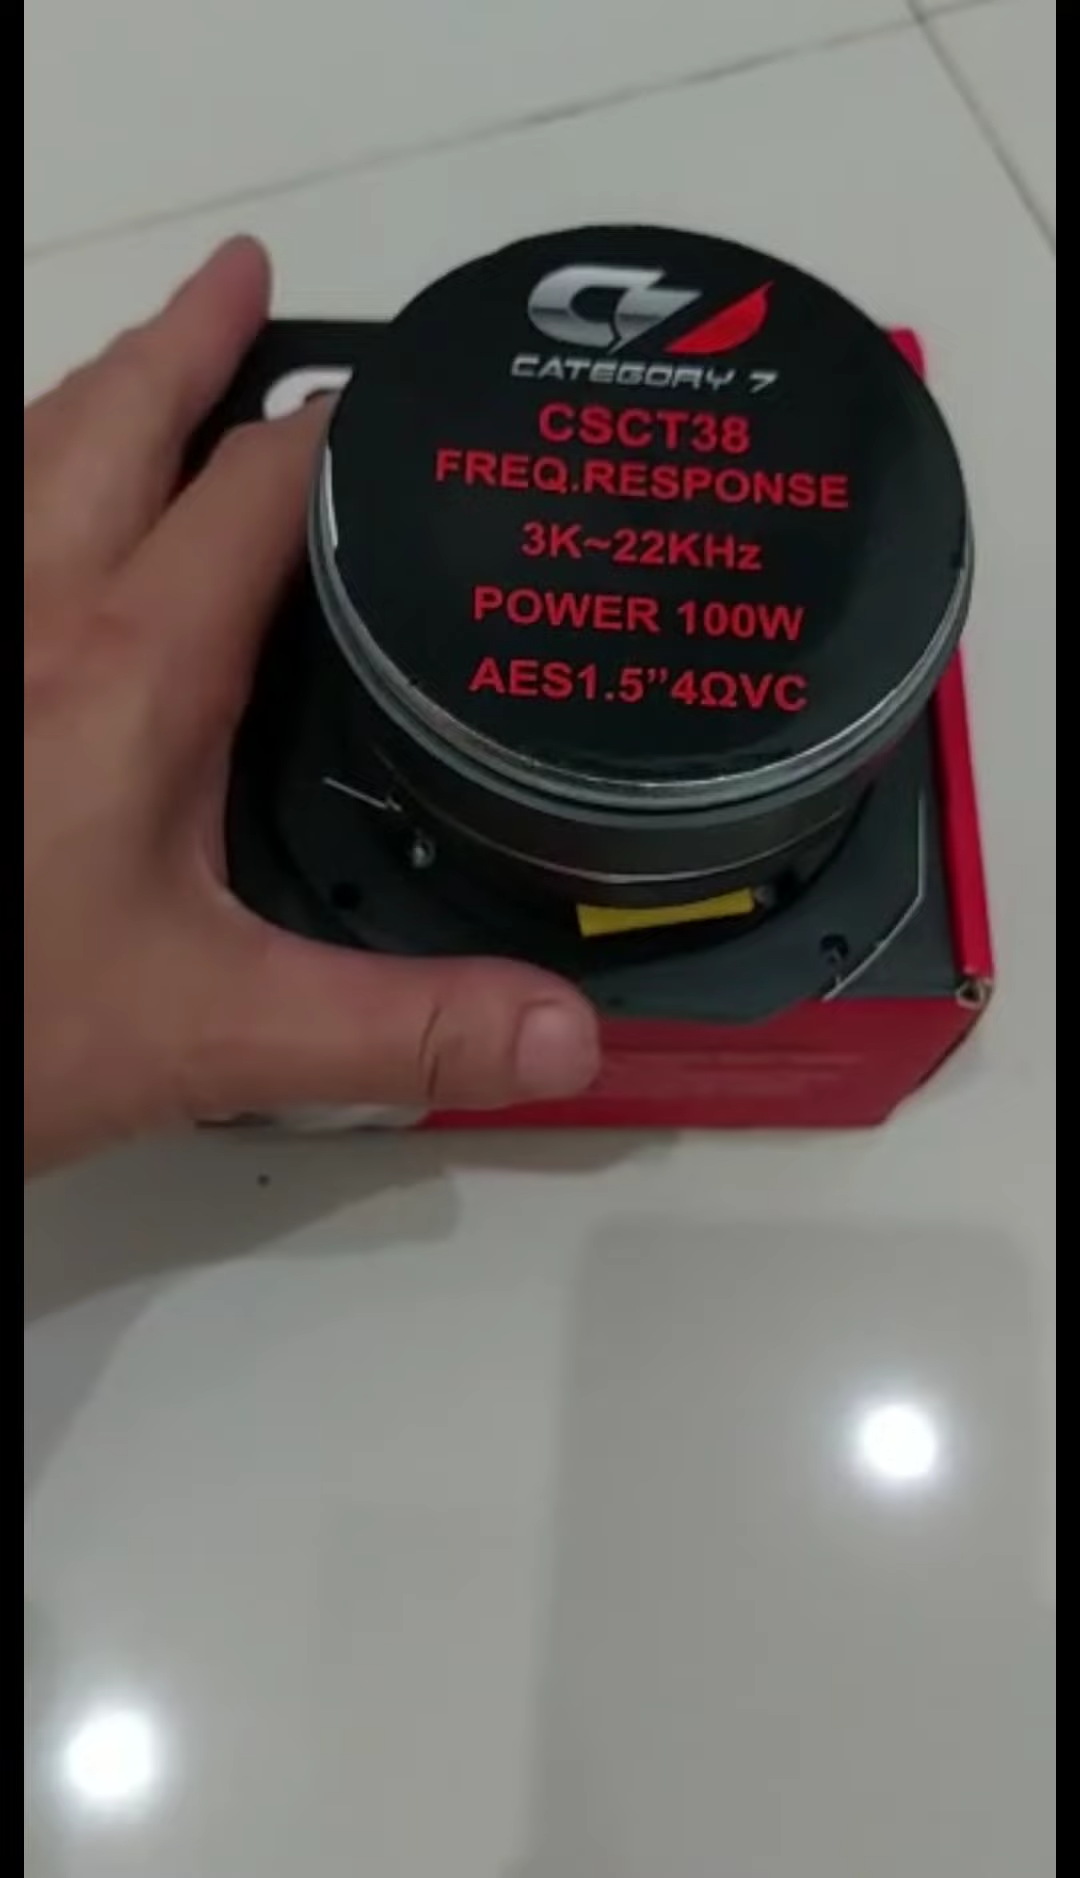 C7
CATEGORY 7
CSCT38
FREQ.RESPONSE
3K~22KHz
POWER 100W
AES1.5”4ΩVC